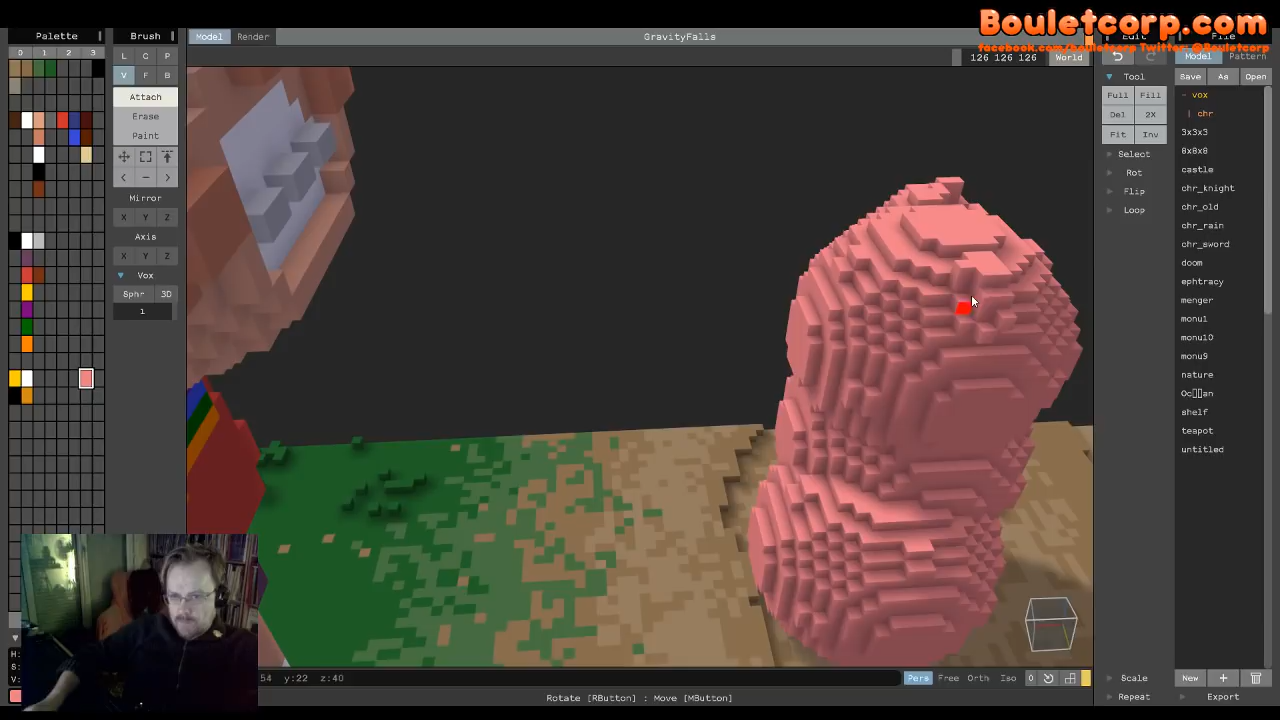 Bouletcorp.com
facebook.com/bouletcorp Twitter @Bouletcorp
Palette
Brush
Model
Render
GravityFalls
Edit
File
0 1 2 3
L C P
V F B
126 126 126
World
Model
Pattern
Tool
Save As Open
Attach
Full Fill
- vox
Erase
Del 2X
| chr
Paint
Fit Inv
3x3x3
Select
8x8x8
Rot
castle
< − >
Flip
chr_knight
Mirror
Loop
chr_old
X Y Z
chr_rain
Axis
chr_sword
X Y Z
doom
Vox
ephtracy
Sphr 3D
menger
1
monu1
monu10
monu9
nature
Oc▯▯an
shelf
teapot
untitled
H:
S:
V:
54 y:22 z:40
Pers Free Orth Iso 0
Scale
New +
Rotate [RButton] : Move [MButton]
Repeat
Export